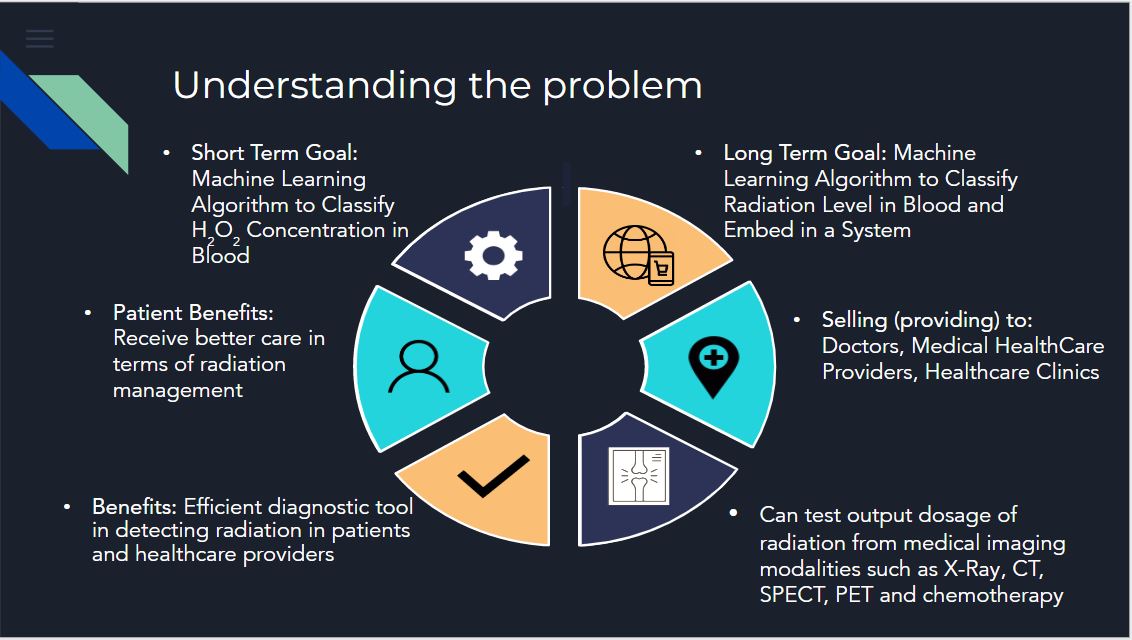 Understanding the problem
• Short Term Goal:
Machine Learning
Algorithm to Classify
H₂O₂ Concentration in
Blood
• Long Term Goal: Machine
Learning Algorithm to Classify
Radiation Level in Blood and
Embed in a System
• Patient Benefits:
Receive better care in
terms of radiation
management
• Selling (providing) to:
Doctors, Medical HealthCare
Providers, Healthcare Clinics
• Benefits: Efficient diagnostic tool
in detecting radiation in patients
and healthcare providers
• Can test output dosage of
radiation from medical imaging
modalities such as X-Ray, CT,
SPECT, PET and chemotherapy